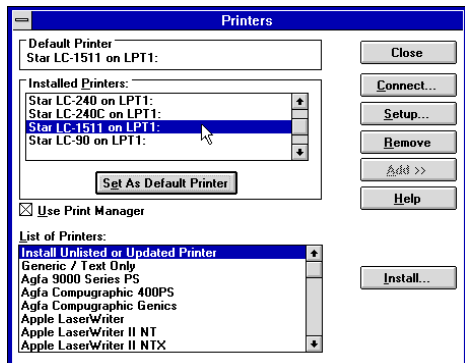 Printers
Default Printer
Star LC-1511 on LPT1:
Installed Printers:
Star LC-240 on LPT1:
Star LC-240C on LPT1:
Star LC-1511 on LPT1:
Star LC-90 on LPT1:
Set As Default Printer
Use Print Manager
List of Printers:
Install Unlisted or Updated Printer
Generic / Text Only
Agfa 9000 Series PS
Agfa Compugraphic 400PS
Agfa Compugraphic Genics
Apple LaserWriter
Apple LaserWriter II NT
Apple LaserWriter II NTX
Close
Connect...
Setup...
Remove
Add >>
Help
Install...